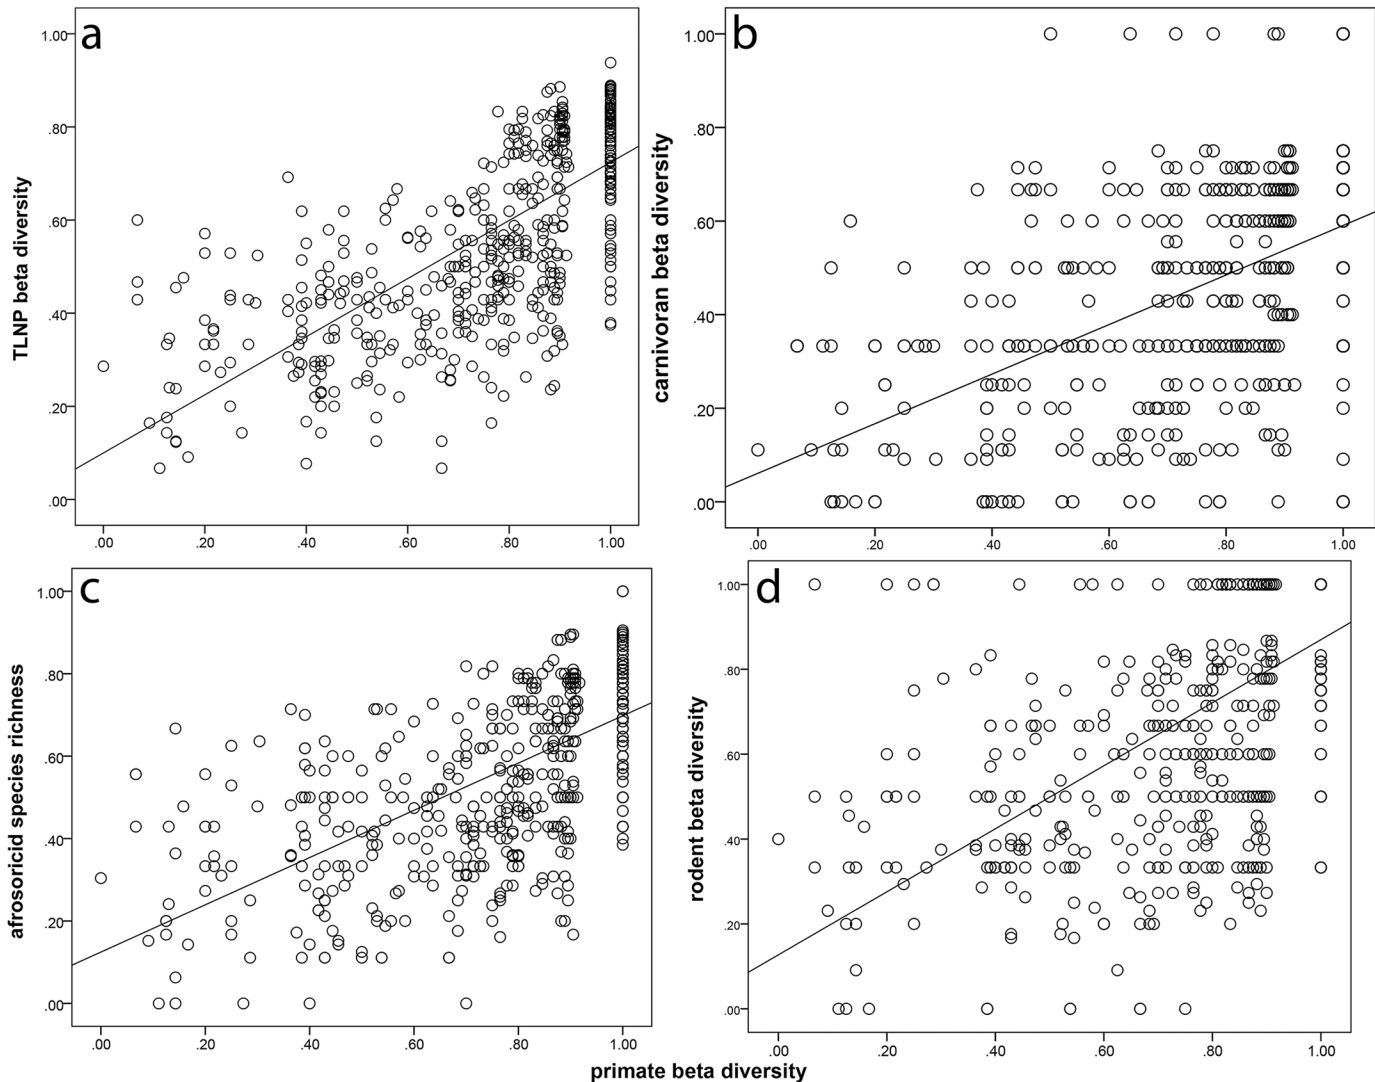 a
1.00
.80
.60
.40
.20
.00
TLNP beta diversity
.00 .20 .40 .60 .80 1.00
b
1.00
.80
.60
.40
.20
.00
carnivoran beta diversity
.00 .20 .40 .60 .80 1.00
c
1.00
.80
.60
.40
.20
.00
afrosoricid species richness
.00 .20 .40 .60 .80 1.00
d
1.00
.80
.60
.40
.20
.00
rodent beta diversity
.00 .20 .40 .60 .80 1.00
primate beta diversity